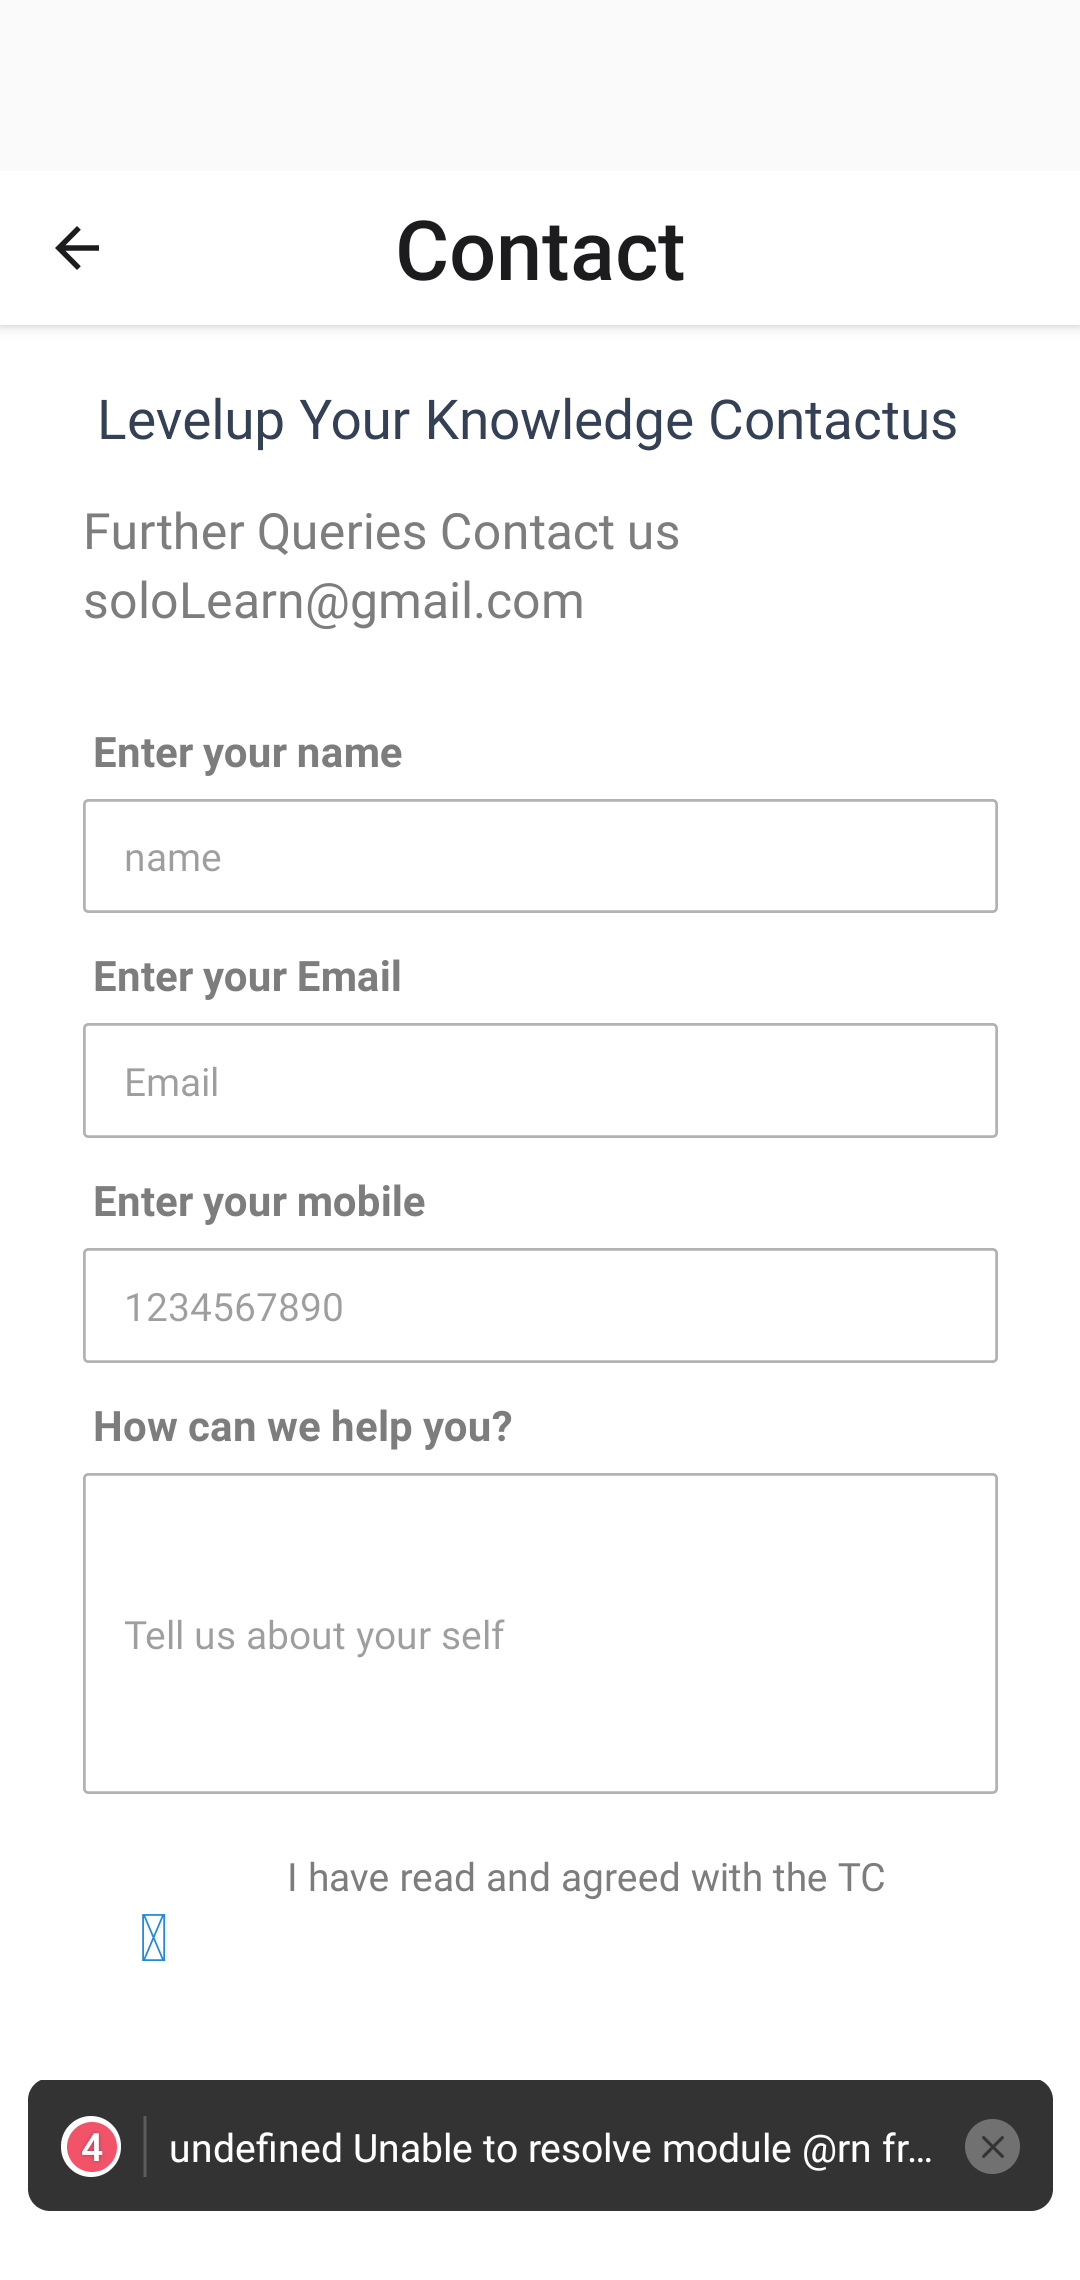 Contact
Levelup Your Knowledge Contactus
Further Queries Contact us
soloLearn@gmail.com
Enter your name
name
Enter your Email
Email
Enter your mobile
1234567890
How can we help you?
Tell us about your self
I have read and agreed with the TC
4
undefined Unable to resolve module @rn fr...